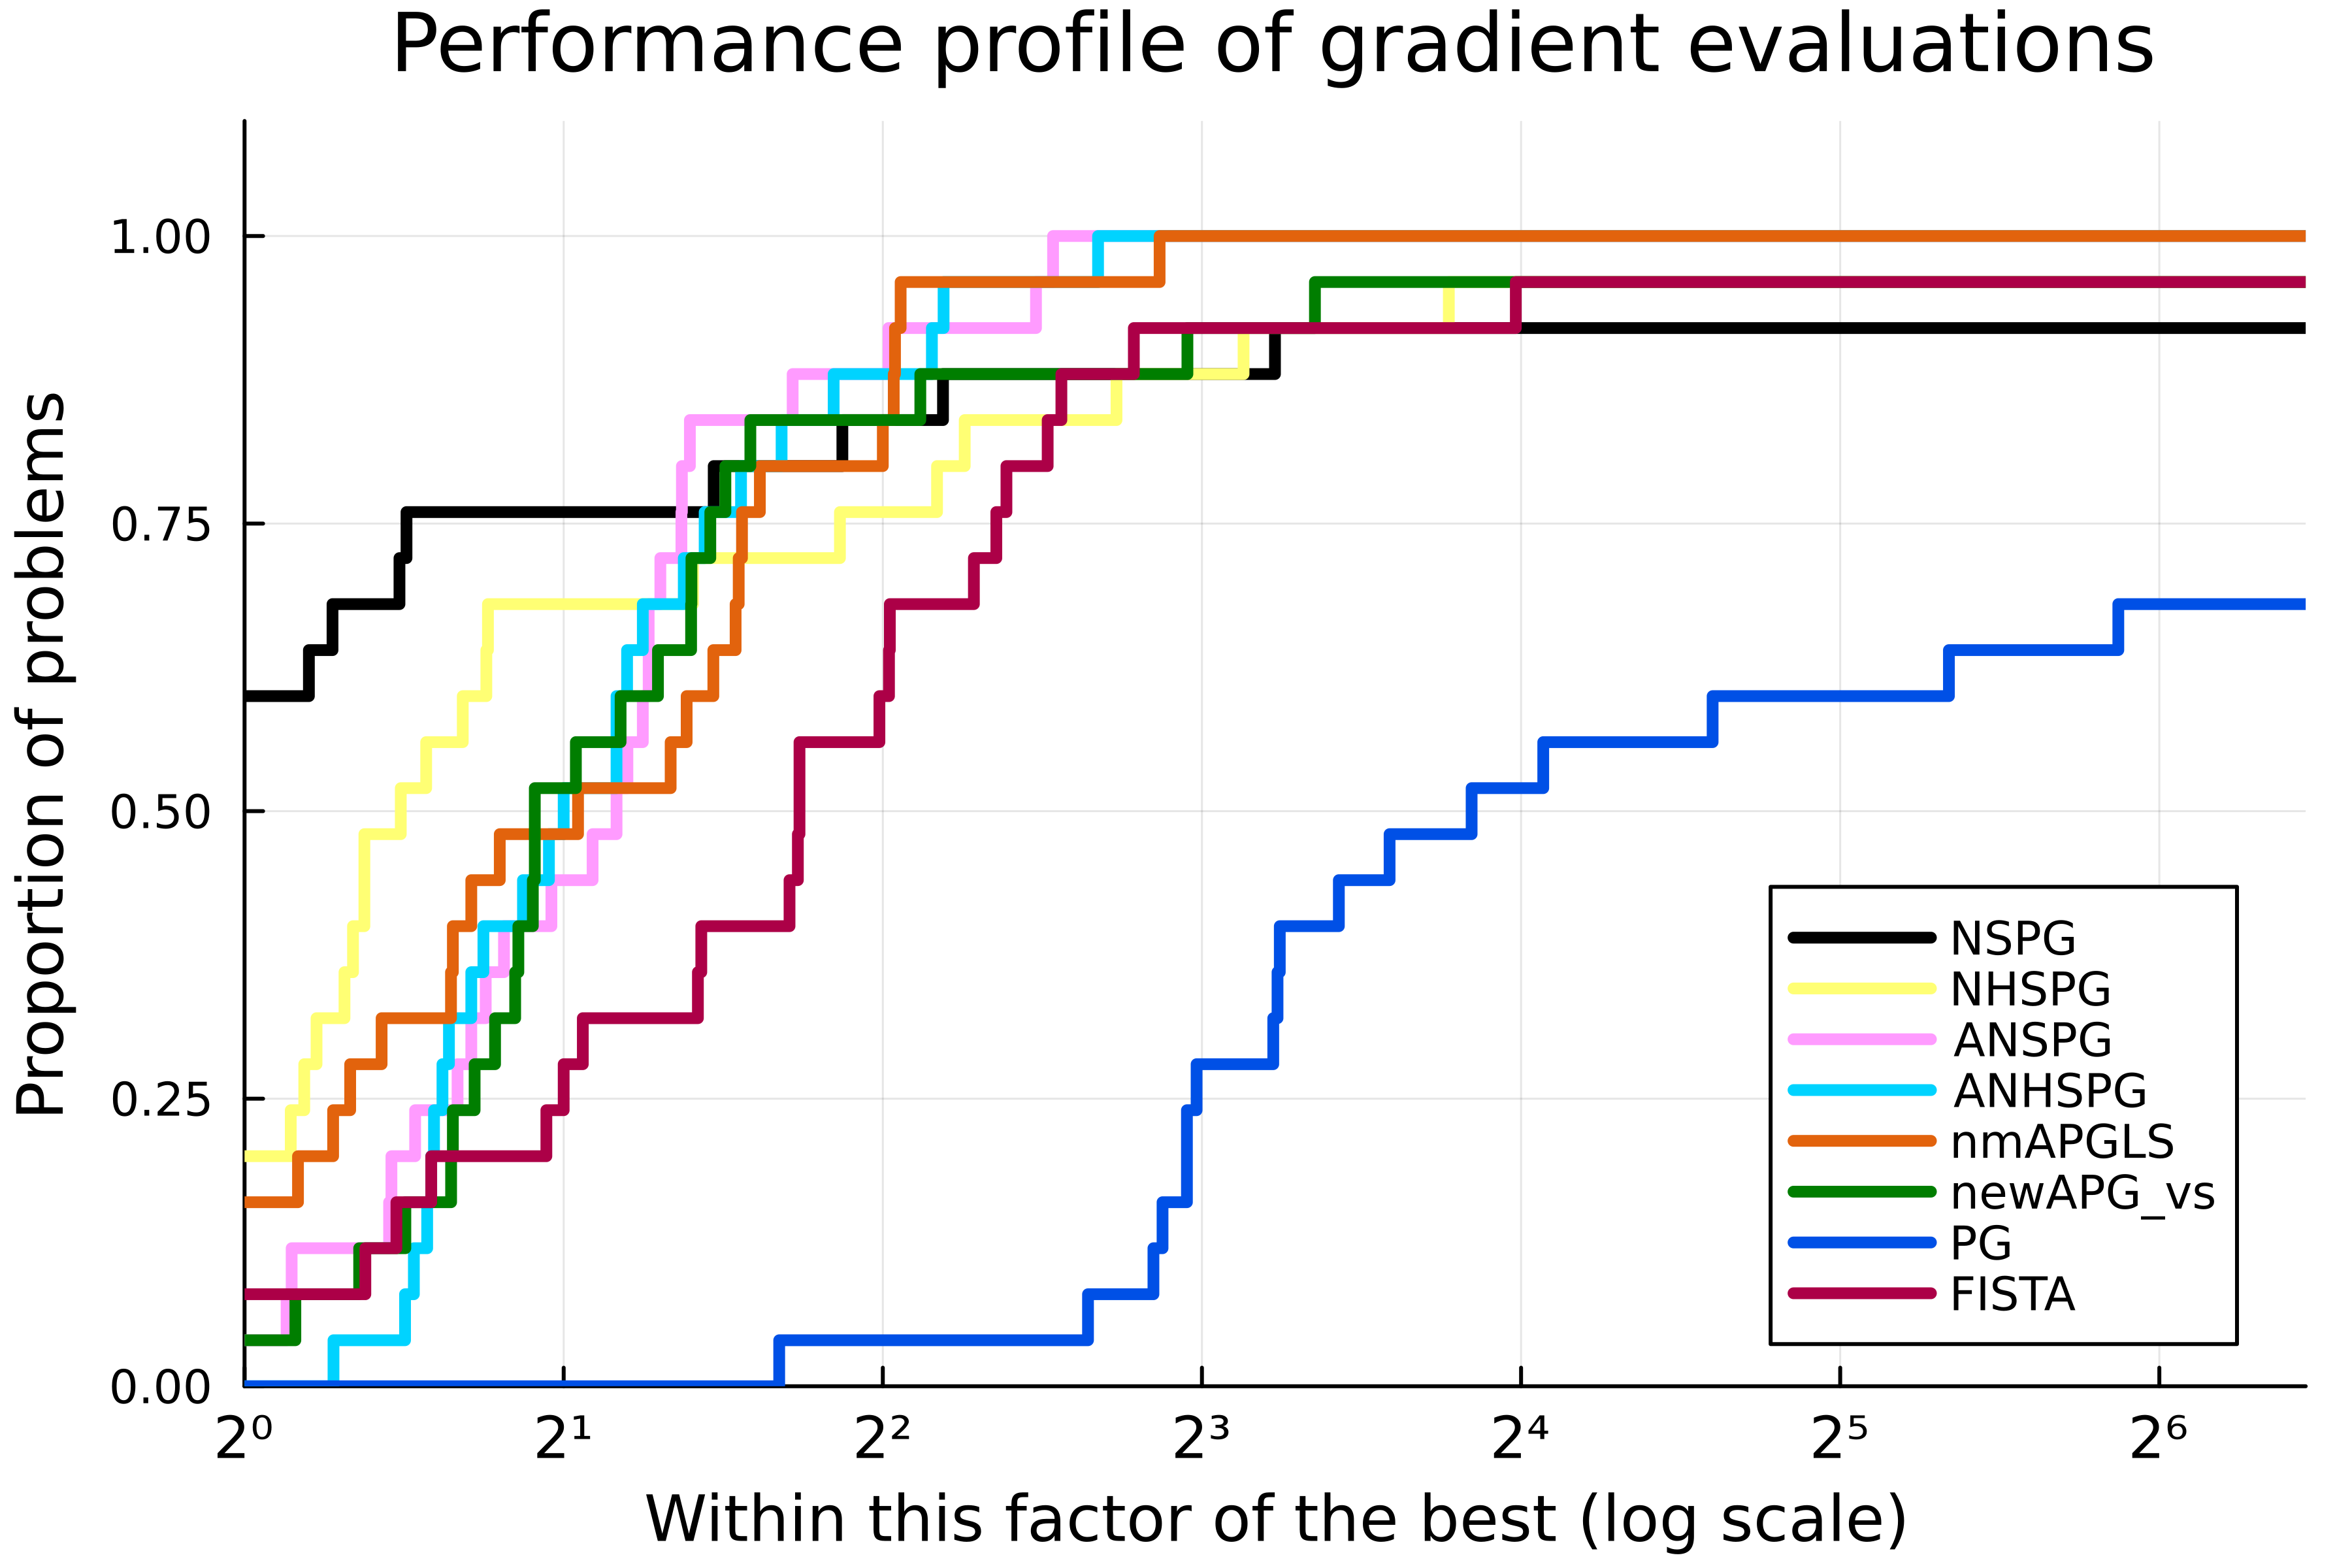 Performance profile of gradient evaluations
Proportion of problems
1.00
0.75
0.50
0.25
0.00
NSPG
NHSPG
ANSPG
ANHSPG
nmAPGLS
newAPG_vs
PG
FISTA
2⁰ 2¹ 2² 2³ 2⁴ 2⁵ 2⁶
Within this factor of the best (log scale)